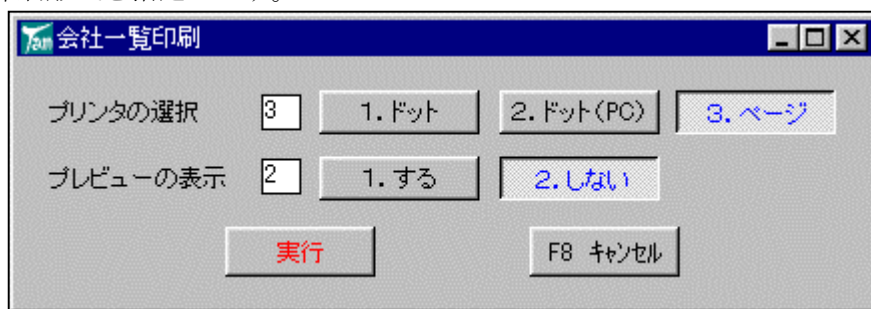 Tam 会社一覧印刷
プリンタの選択 3 1.ドット 2.ドット(PC) 3.ページ
プレビューの表示 2 1.する 2.しない
実行 F8 キャンセル